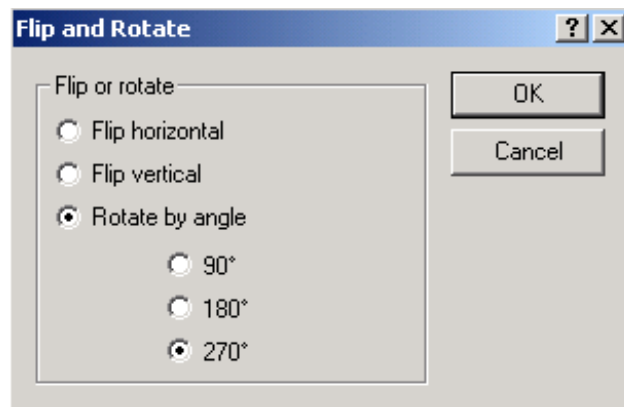 Flip and Rotate
Flip or rotate
Flip horizontal
Flip vertical
Rotate by angle
90°
180°
270°
OK
Cancel